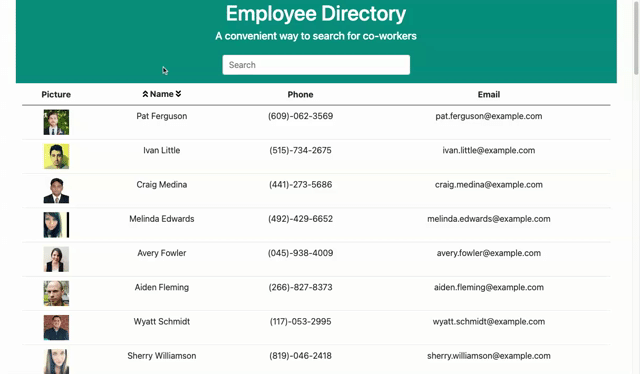 Employee Directory
A convenient way to search for co-workers
Search
Picture Name Phone Email
Pat Ferguson (609)-062-3569 pat.ferguson@example.com
Ivan Little (515)-734-2675 ivan.little@example.com
Craig Medina (441)-273-5686 craig.medina@example.com
Melinda Edwards (492)-429-6652 melinda.edwards@example.com
Avery Fowler (045)-938-4009 avery.fowler@example.com
Aiden Fleming (266)-827-8373 aiden.fleming@example.com
Wyatt Schmidt (117)-053-2995 wyatt.schmidt@example.com
Sherry Williamson (819)-046-2418 sherry.williamson@example.com